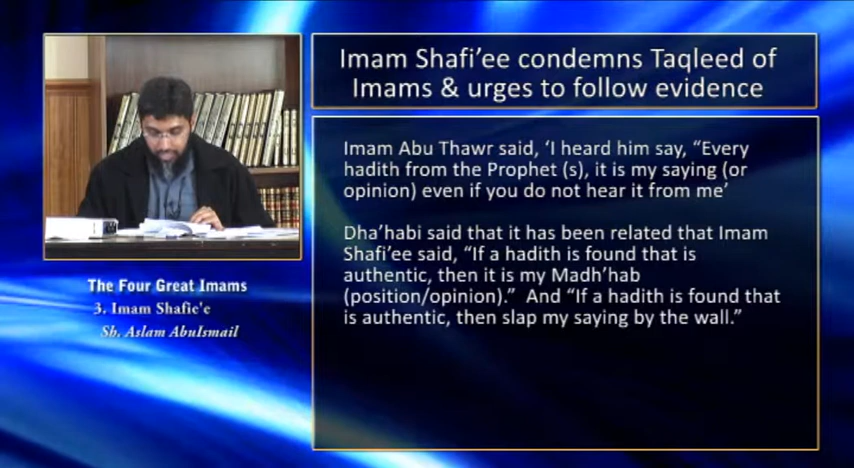 Imam Shafi'ee condemns Taqleed of
Imams & urges to follow evidence
Imam Abu Thawr said, 'I heard him say, "Every
hadith from the Prophet (s), it is my saying (or
opinion) even if you do not hear it from me'
Dha'habi said that it has been related that Imam
Shafi'ee said, "If a hadith is found that is
authentic, then it is my Madh'hab
(position/opinion)." And "If a hadith is found that
is authentic, then slap my saying by the wall."
The Four Great Imams
3. Imam Shafie'e
Sh. Aslam AbuIsmail